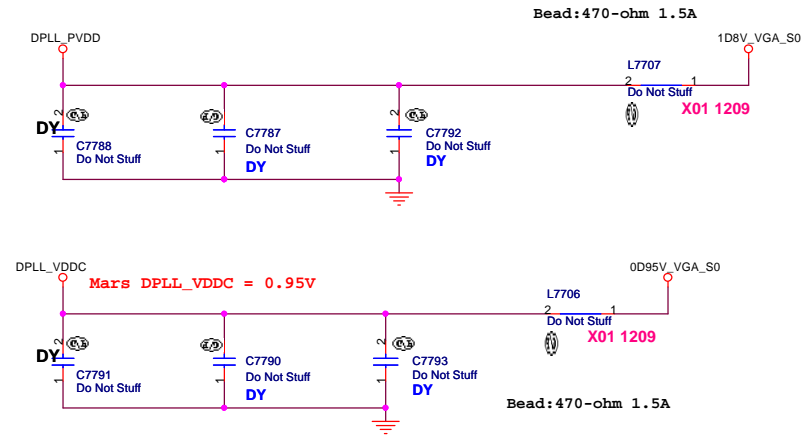 Bead:470-ohm 1.5A
DPLL_PVDD
1D8V_VGA_S0
L7707
2
1
Do Not Stuff
X01 1209
2
DY
1
C7788
Do Not Stuff
2
1
C7787
Do Not Stuff
DY
2
1
C7792
Do Not Stuff
DY
DPLL_VDDC
Mars DPLL_VDDC = 0.95V
0D95V_VGA_S0
L7706
2
1
Do Not Stuff
X01 1209
2
DY
1
C7791
Do Not Stuff
2
1
C7790
Do Not Stuff
DY
2
1
C7793
Do Not Stuff
DY
Bead:470-ohm 1.5A